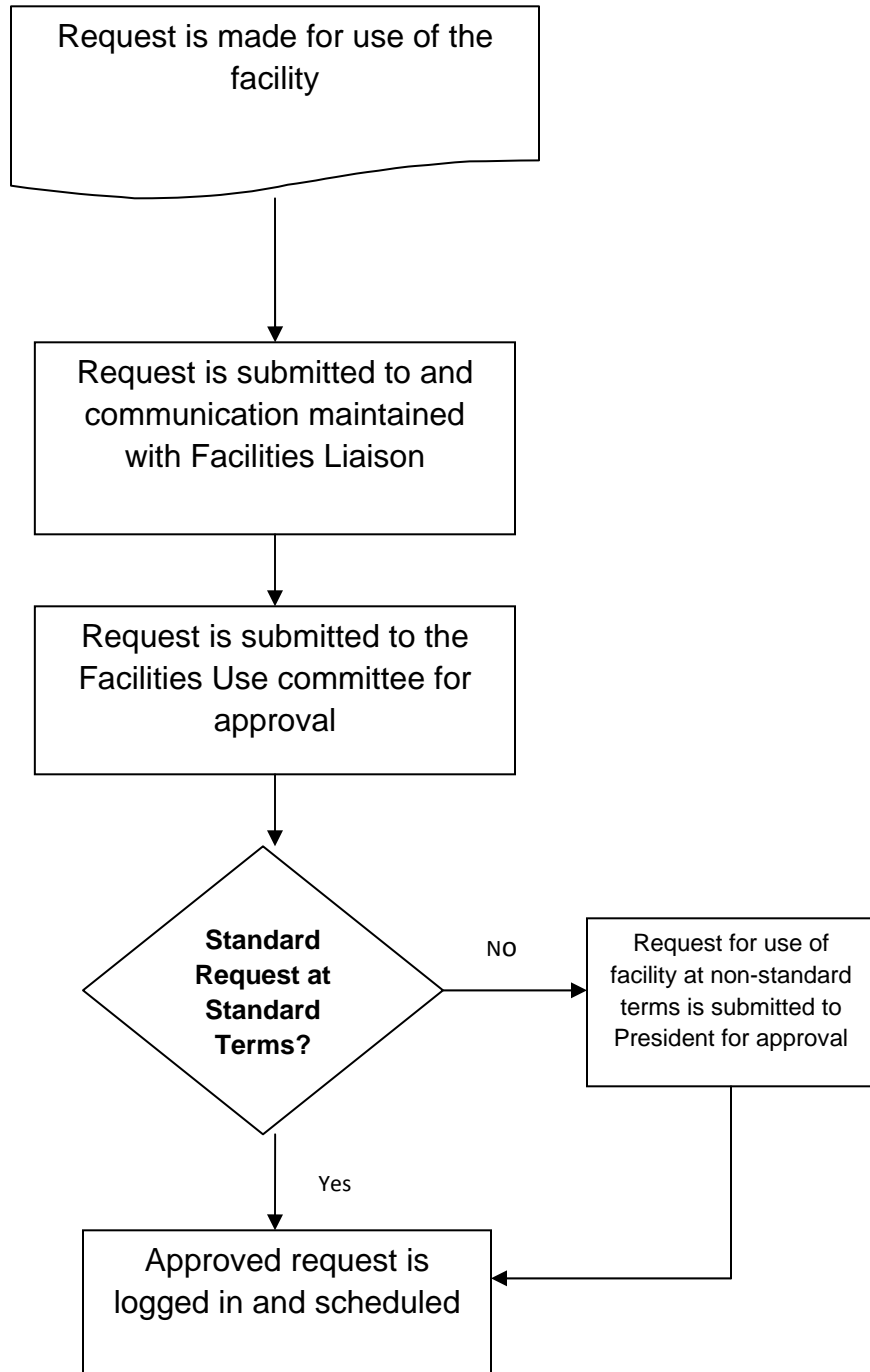 Request is made for use of the
facility
Request is submitted to and
communication maintained
with Facilities Liaison
Request is submitted to the
Facilities Use committee for
approval
Standard
Request at
Standard
Terms?
No
Request for use of
facility at non-standard
terms is submitted to
President for approval
Yes
Approved request is
logged in and scheduled